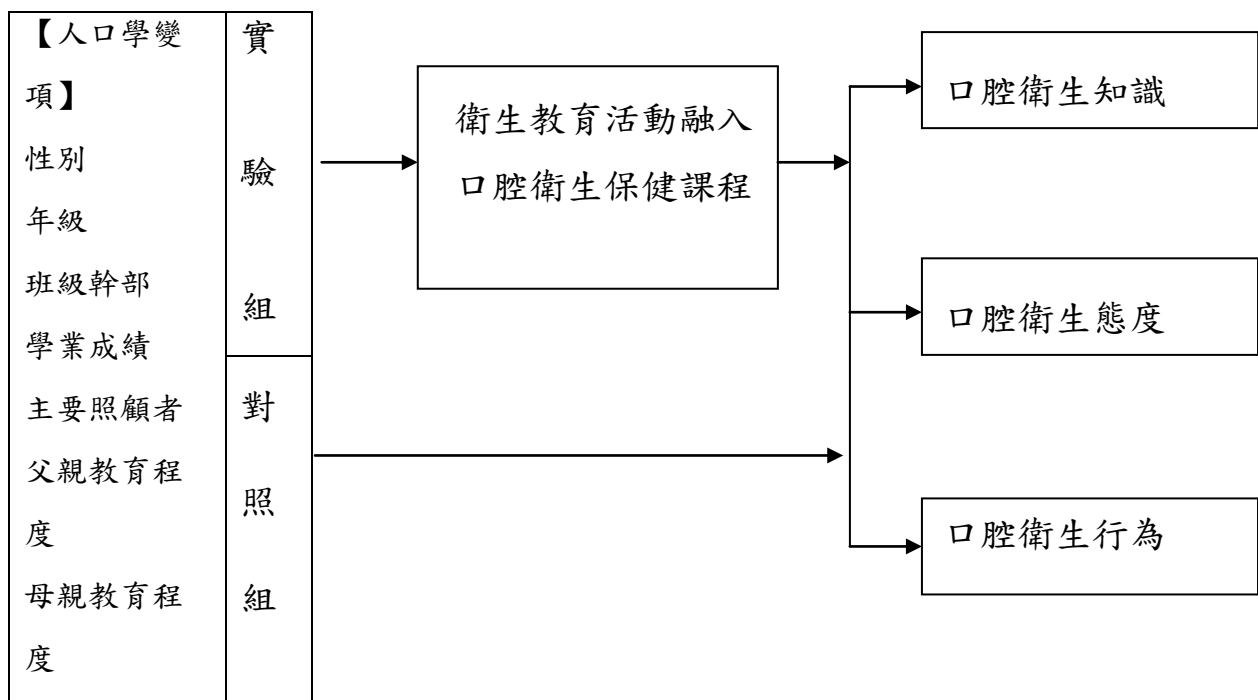 【人口學變
項】
性別
年級
班級幹部
學業成績
主要照顧者
父親教育程
度
母親教育程
度
實
驗
組
對
照
組
衛生教育活動融入
口腔衛生保健課程
口腔衛生知識
口腔衛生態度
口腔衛生行為